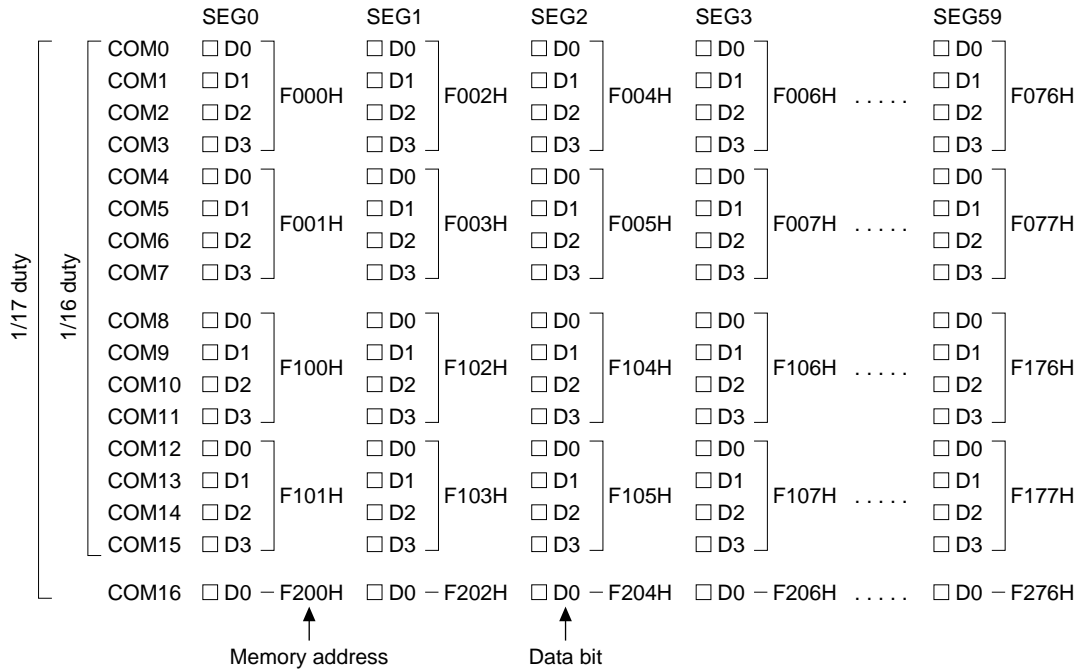 SEG0 SEG1 SEG2 SEG3 SEG59
COM0 D0 D0 D0 D0 D0
COM1 D1 D1 D1 D1 D1
F000H F002H F004H F006H . . . . . F076H
COM2 D2 D2 D2 D2 D2
COM3 D3 D3 D3 D3 D3
COM4 D0 D0 D0 D0 D0
COM5 D1 D1 D1 D1 D1
F001H F003H F005H F007H . . . . . F077H
COM6 D2 D2 D2 D2 D2
COM7 D3 D3 D3 D3 D3
1/17 duty
1/16 duty
COM8 D0 D0 D0 D0 D0
COM9 D1 D1 D1 D1 D1
F100H F102H F104H F106H . . . . . F176H
COM10 D2 D2 D2 D2 D2
COM11 D3 D3 D3 D3 D3
COM12 D0 D0 D0 D0 D0
COM13 D1 D1 D1 D1 D1
F101H F103H F105H F107H . . . . . F177H
COM14 D2 D2 D2 D2 D2
COM15 D3 D3 D3 D3 D3
COM16 D0 – F200H D0 – F202H D0 – F204H D0 – F206H . . . . . D0 – F276H
Memory address Data bit